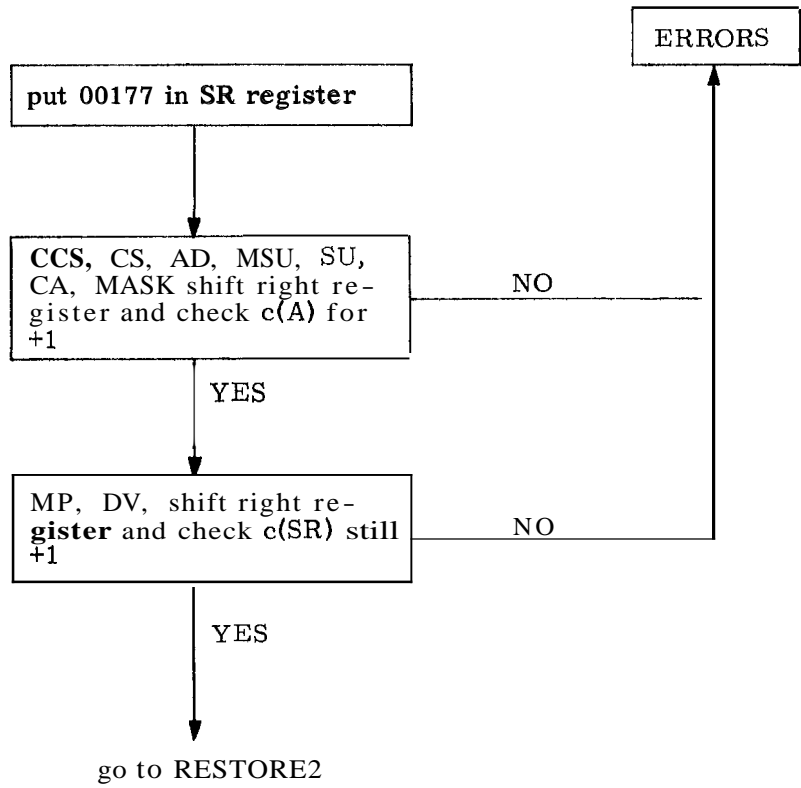 ERRORS
put 00177 in SR register
CCS, CS, AD, MSU, SU,
CA, MASK shift right re-
gister and check c(A) for
+1
NO
YES
MP, DV, shift right re-
gister and check c(SR) still
+1
NO
YES
go to RESTORE2